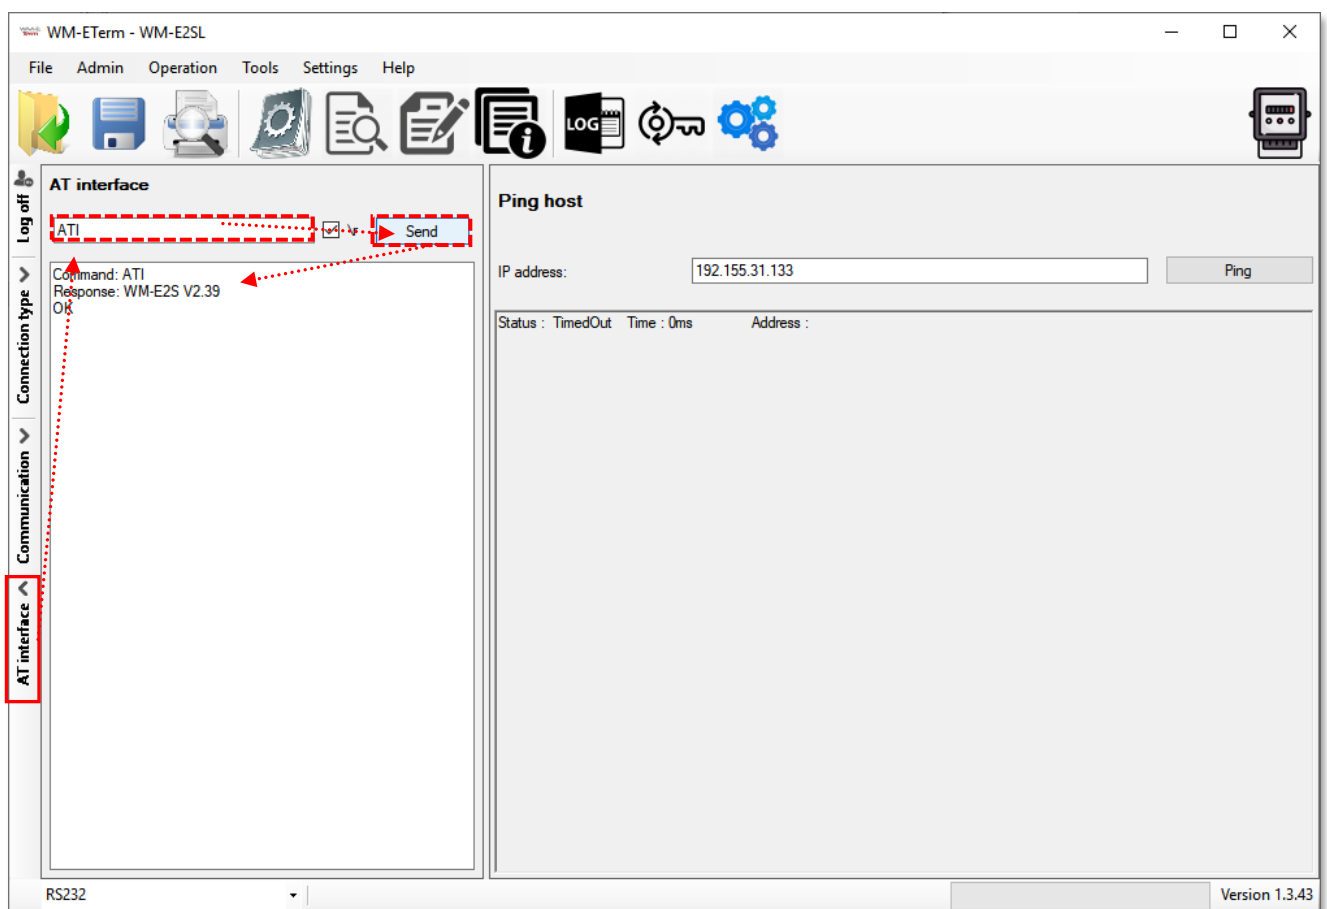 WM-ETerm - WM-E2SL
File Admin Operation Tools Settings Help
LOG
Log off
Connection type
Communication
AT interface
AT interface
ATI
Send
Command: ATI
Response: WM-E2S V2.39
OK
Ping host
IP address: 192.155.31.133 Ping
Status : TimedOut Time : 0ms Address :
RS232
Version 1.3.43